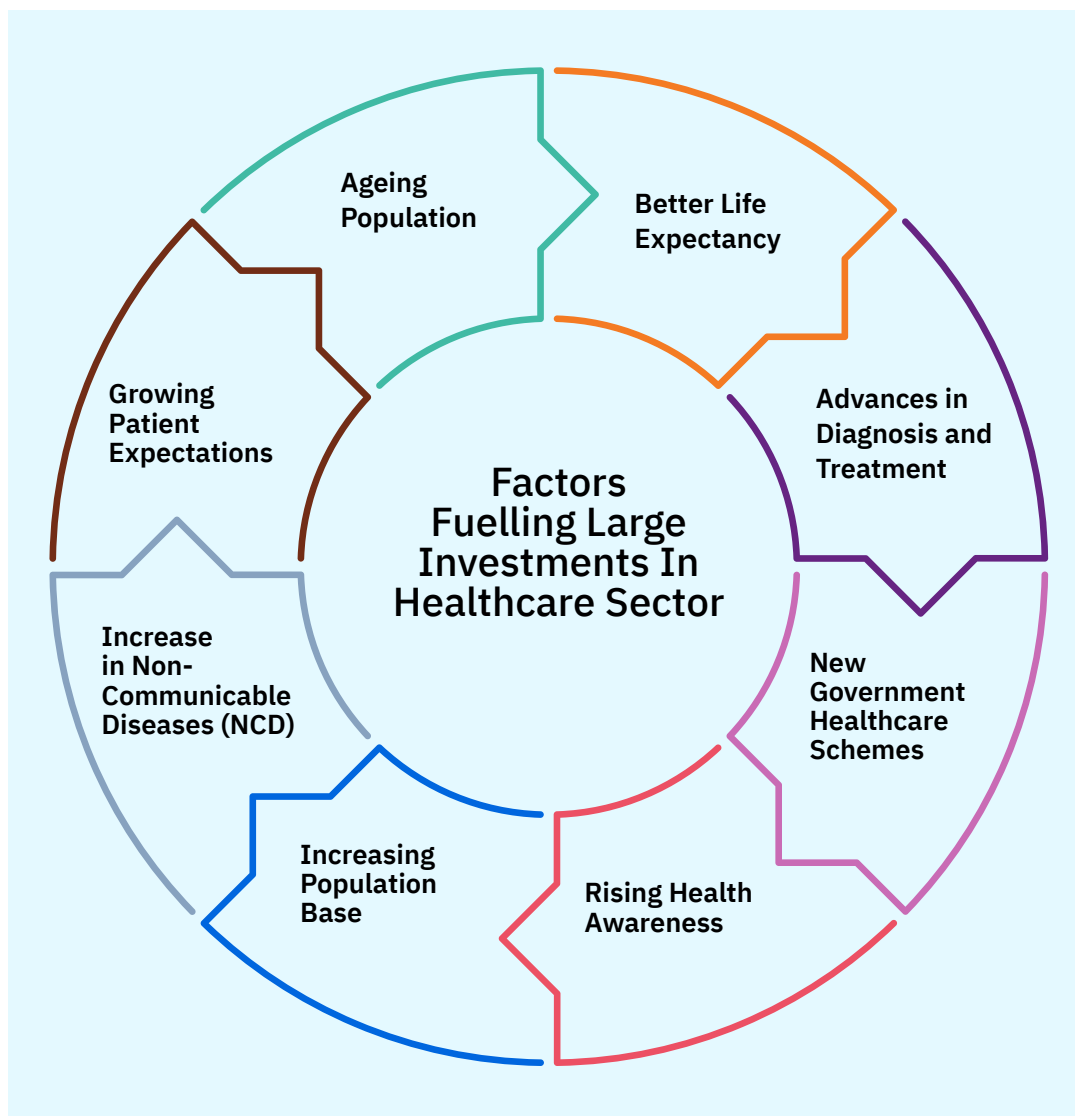 Ageing
Population
Better Life
Expectancy
Advances in
Diagnosis and
Treatment
New
Government
Healthcare
Schemes
Rising Health
Awareness
Increasing
Population
Base
Increase
in Non-
Communicable
Diseases (NCD)
Growing
Patient
Expectations
Factors
Fuelling Large
Investments In
Healthcare Sector